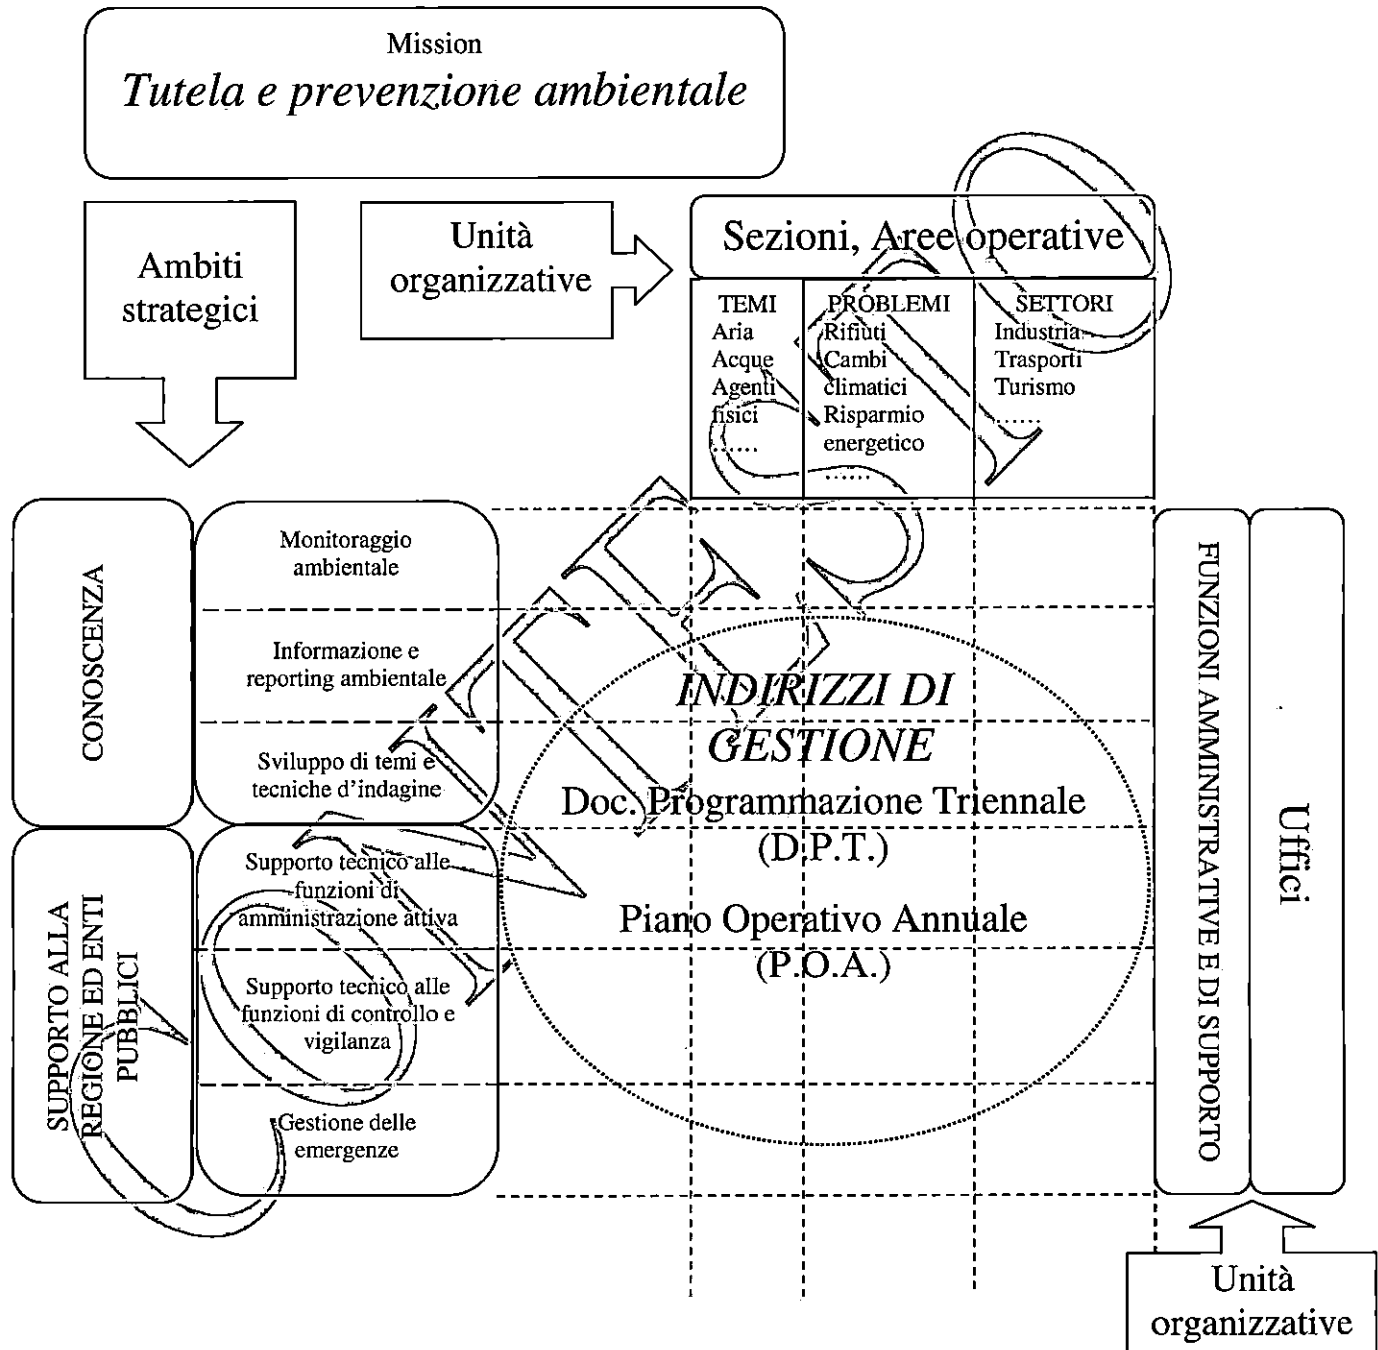 Mission
Tutela e prevenzione ambientale
Ambiti
strategici
Unità
organizzative
Sezioni, Aree operative
TEMI
Aria
Acque
Agenti
fisici
......
PROBLEMI
Rifiuti
Cambi
climatici
Risparmio
energetico
......
SETTORI
Industria
Trasporti
Turismo
......
CONOSCENZA
Monitoraggio
ambientale
Informazione e
reporting ambientale
Sviluppo di temi e
tecniche d'indagine
SUPPORTO ALLA
REGIONE ED ENTI
PUBBLICI
Supporto tecnico alle
funzioni di
amministrazione attiva
Supporto tecnico alle
funzioni di controllo e
vigilanza
Gestione delle
emergenze
INDIRIZZI DI
GESTIONE
Doc. Programmazione Triennale
(D.P.T.)
Piano Operativo Annuale
(P.O.A.)
FUNZIONI AMMINISTRATIVE E DI SUPPORTO
Uffici
Unità
organizzative